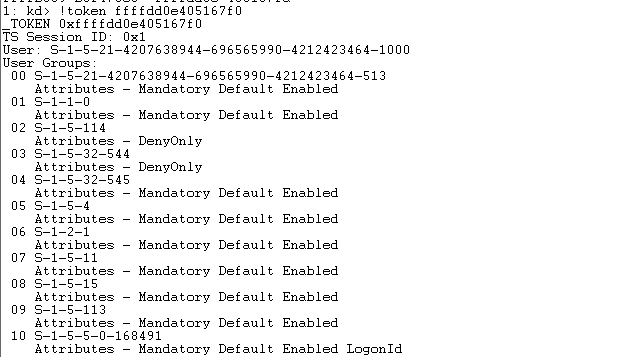 1: kd> !token ffffdd0e405167f0
_TOKEN 0xffffdd0e405167f0
TS Session ID: 0x1
User: S-1-5-21-4207638944-696565990-4212423464-1000
User Groups:
00 S-1-5-21-4207638944-696565990-4212423464-513
Attributes - Mandatory Default Enabled
01 S-1-1-0
Attributes - Mandatory Default Enabled
02 S-1-5-114
Attributes - DenyOnly
03 S-1-5-32-544
Attributes - DenyOnly
04 S-1-5-32-545
Attributes - Mandatory Default Enabled
05 S-1-5-4
Attributes - Mandatory Default Enabled
06 S-1-2-1
Attributes - Mandatory Default Enabled
07 S-1-5-11
Attributes - Mandatory Default Enabled
08 S-1-5-15
Attributes - Mandatory Default Enabled
09 S-1-5-113
Attributes - Mandatory Default Enabled
10 S-1-5-5-0-168491
Attributes - Mandatory Default Enabled LogonId